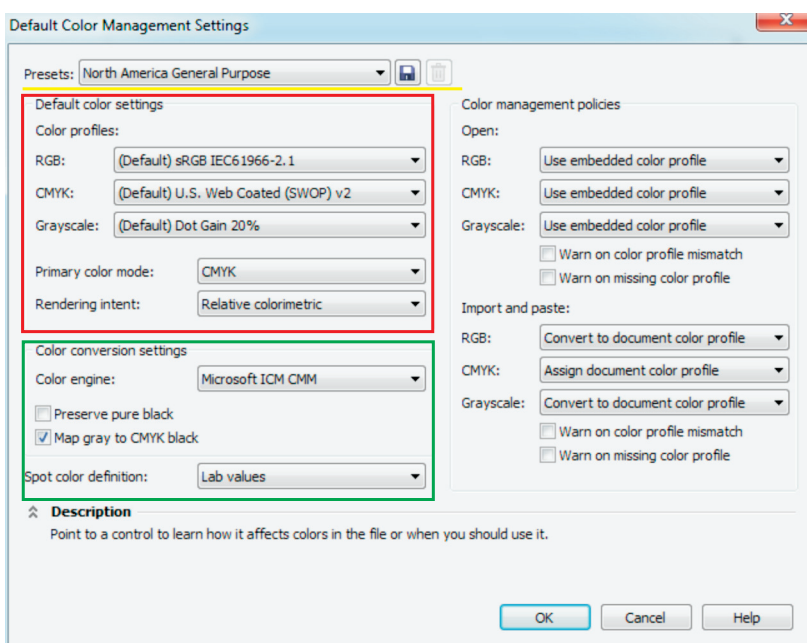 Default Color Management Settings
Presets: North America General Purpose
Default color settings
Color profiles:
RGB: (Default) sRGB IEC61966-2.1
CMYK: (Default) U.S. Web Coated (SWOP) v2
Grayscale: (Default) Dot Gain 20%
Primary color mode: CMYK
Rendering intent: Relative colorimetric
Color conversion settings
Color engine: Microsoft ICM CMM
Preserve pure black
Map gray to CMYK black
Spot color definition: Lab values
Color management policies
Open:
RGB: Use embedded color profile
CMYK: Use embedded color profile
Grayscale: Use embedded color profile
Warn on color profile mismatch
Warn on missing color profile
Import and paste:
RGB: Convert to document color profile
CMYK: Assign document color profile
Grayscale: Convert to document color profile
Warn on color profile mismatch
Warn on missing color profile
Description
Point to a control to learn how it affects colors in the file or when you should use it.
OK Cancel Help